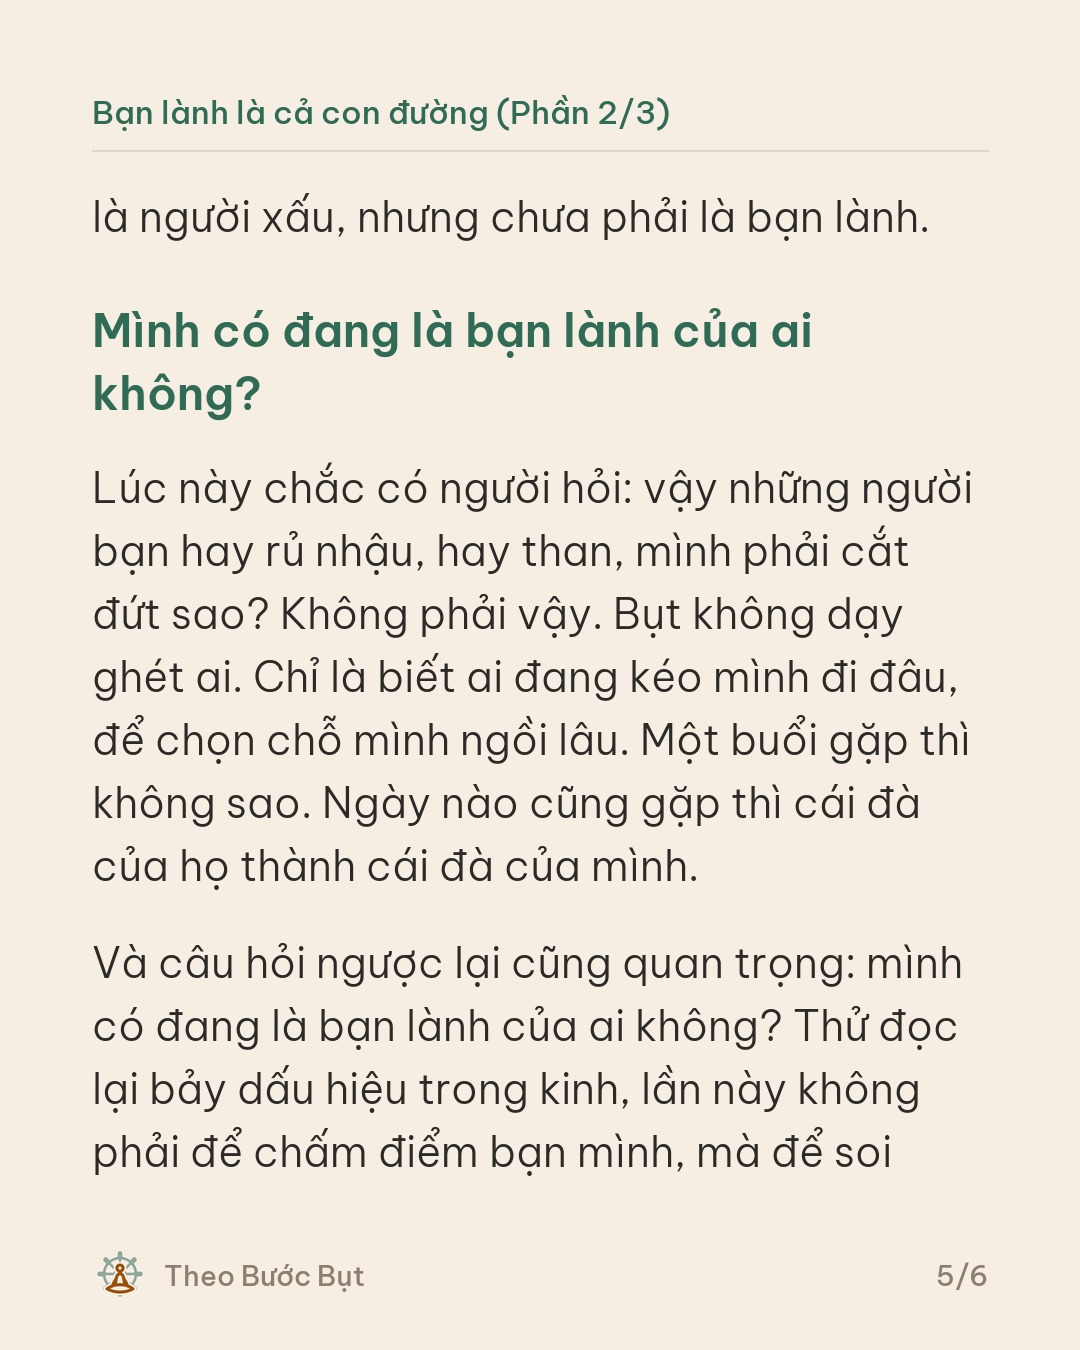 Bạn lành là cả con đường (Phần 2/3)
là người xấu, nhưng chưa phải là bạn lành.
Mình có đang là bạn lành của ai
không?
Lúc này chắc có người hỏi: vậy những người
bạn hay rủ nhậu, hay than, mình phải cắt
đứt sao? Không phải vậy. Bụt không dạy
ghét ai. Chỉ là biết ai đang kéo mình đi đâu,
để chọn chỗ mình ngồi lâu. Một buổi gặp thì
không sao. Ngày nào cũng gặp thì cái đà
của họ thành cái đà của mình.
Và câu hỏi ngược lại cũng quan trọng: mình
có đang là bạn lành của ai không? Thử đọc
lại bảy dấu hiệu trong kinh, lần này không
phải để chấm điểm bạn mình, mà để soi
Theo Bước Bụt
5/6